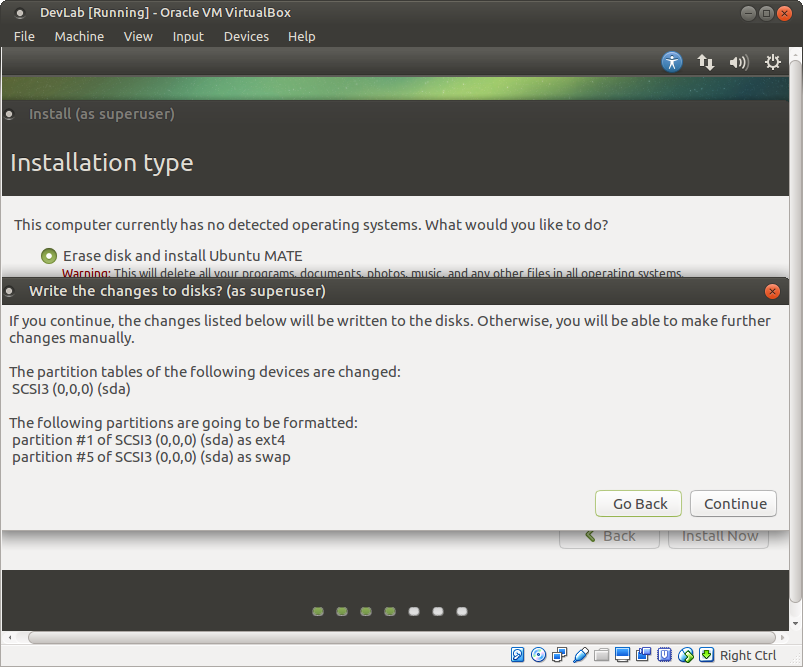 DevLab [Running] - Oracle VM VirtualBox
File Machine View Input Devices Help
Install (as superuser)
Installation type
This computer currently has no detected operating systems. What would you like to do?
Erase disk and install Ubuntu MATE
Warning: This will delete all your programs, documents, photos, music, and any other files in all operating systems.
Write the changes to disks? (as superuser)
If you continue, the changes listed below will be written to the disks. Otherwise, you will be able to make further
changes manually.
The partition tables of the following devices are changed:
SCSI3 (0,0,0) (sda)
The following partitions are going to be formatted:
partition #1 of SCSI3 (0,0,0) (sda) as ext4
partition #5 of SCSI3 (0,0,0) (sda) as swap
Go Back Continue
Back Install Now
Right Ctrl